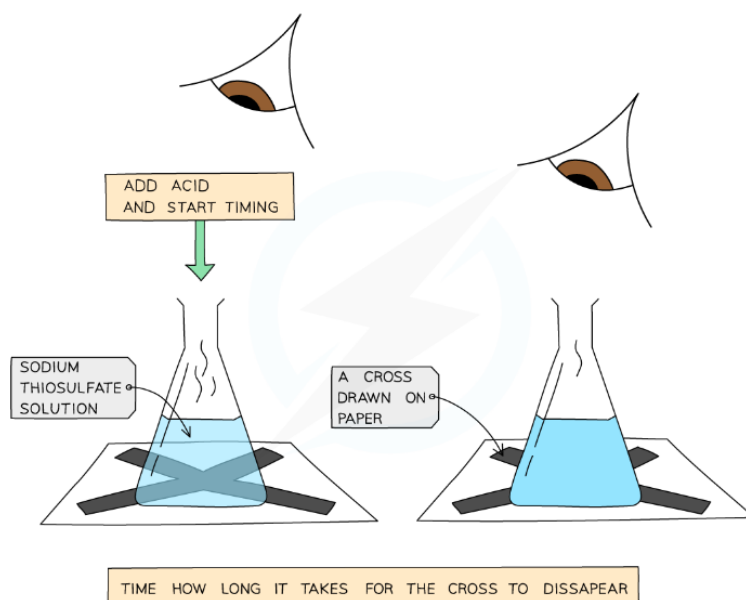 ADD ACID
AND START TIMING
SODIUM
THIOSULFATE
SOLUTION
A CROSS
DRAWN ON
PAPER
TIME HOW LONG IT TAKES FOR THE CROSS TO DISSAPEAR